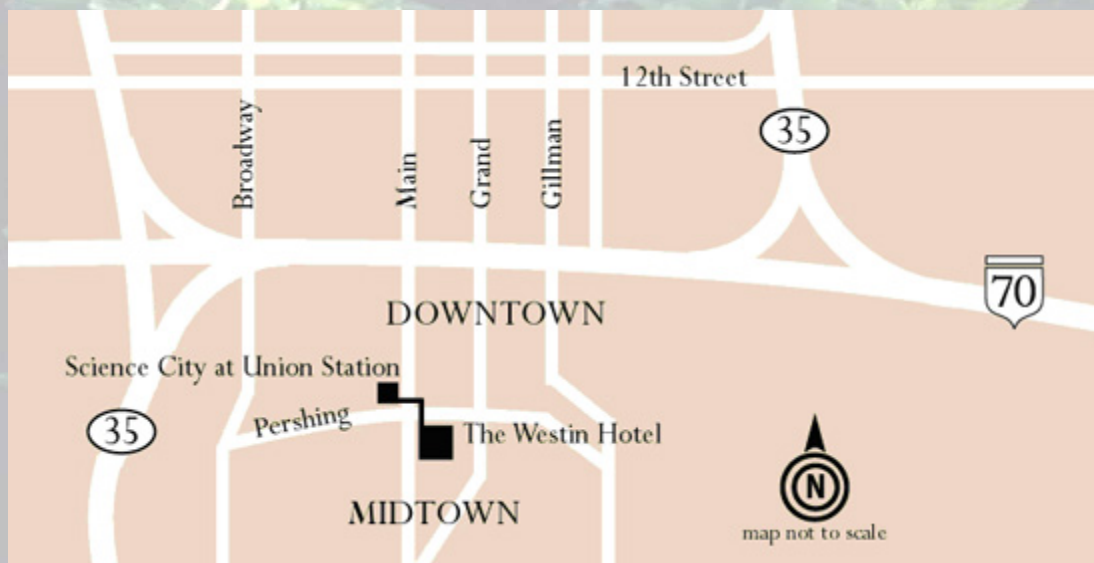 12th Street
35
Broadway
Main
Grand
Gillman
70
DOWNTOWN
Science City at Union Station
Pershing
35
The Westin Hotel
N
MIDTOWN
map not to scale